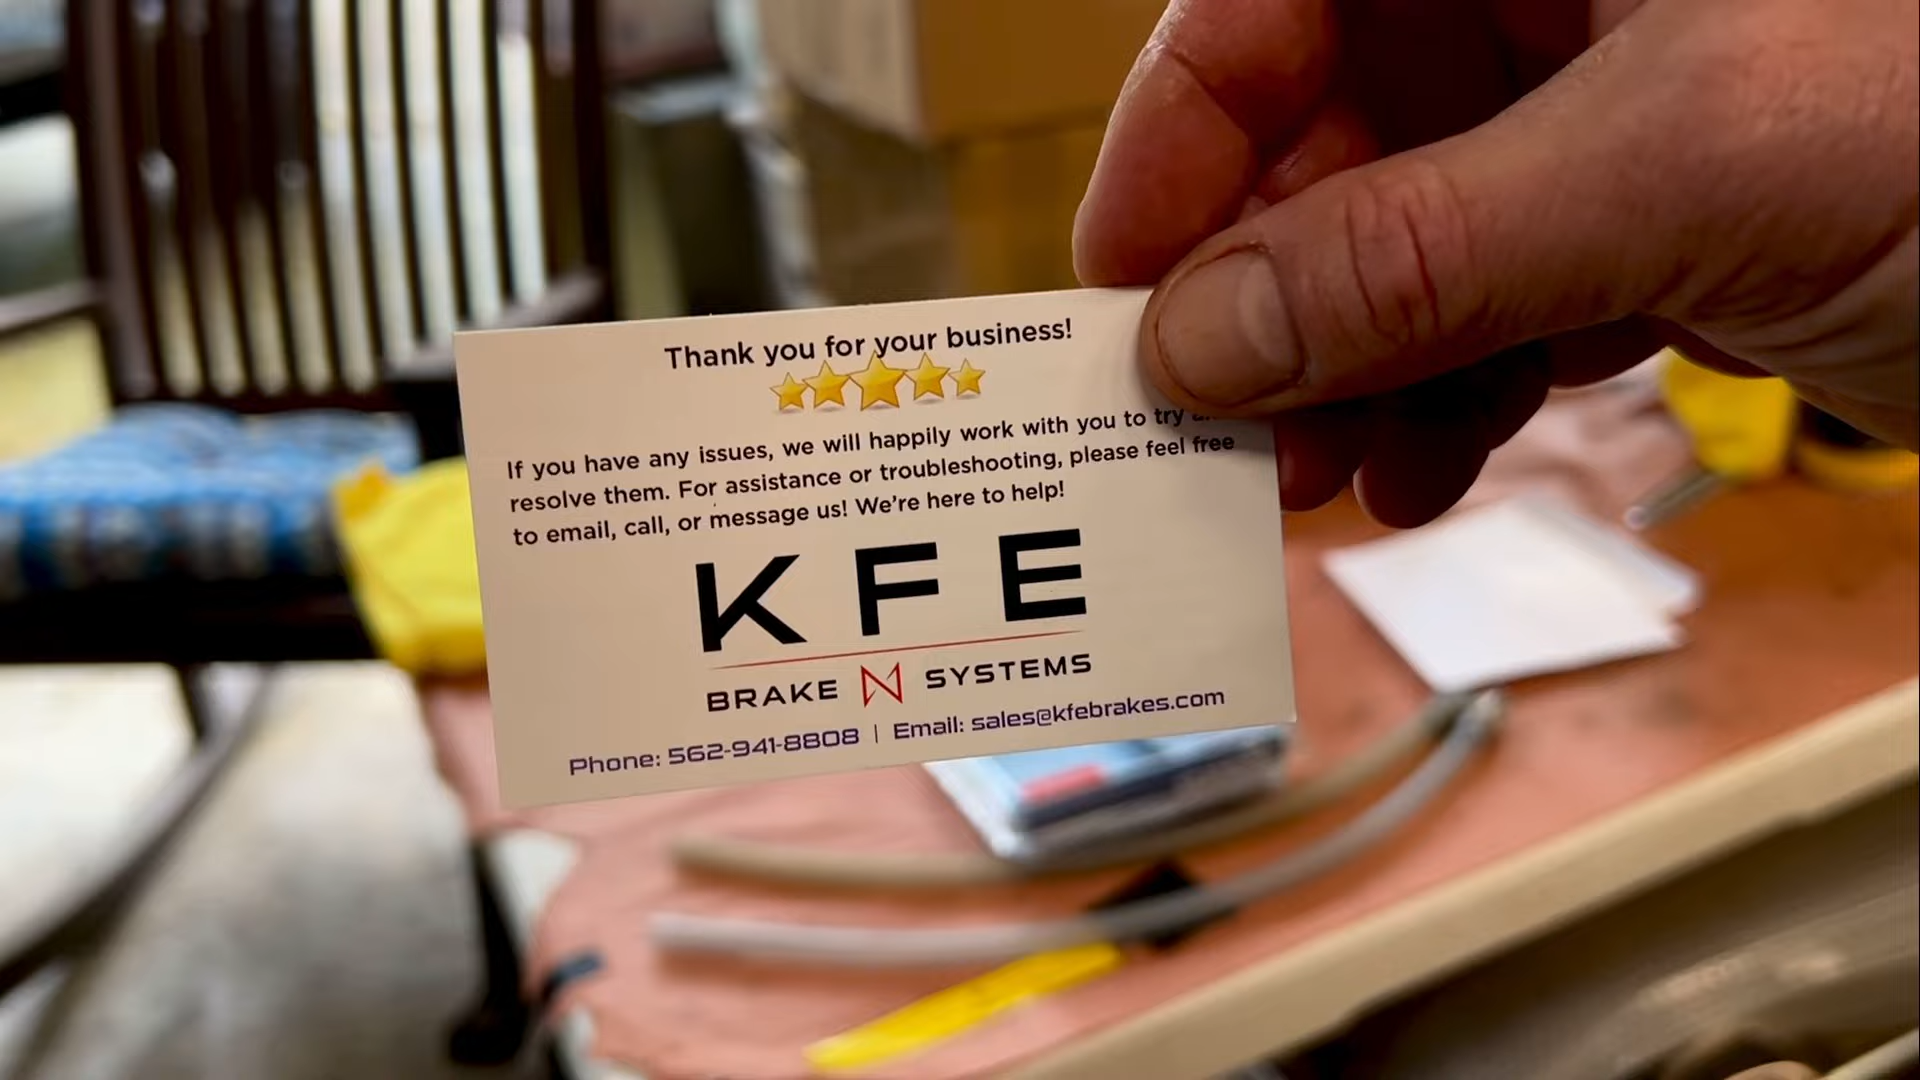 Thank you for your business!
If you have any issues, we will happily work with you to try
resolve them. For assistance or troubleshooting, please feel free
to email, call, or message us! We're here to help!
KFE
BRAKE SYSTEMS
Phone: 562-941-8808 | Email: sales@kfebrakes.com